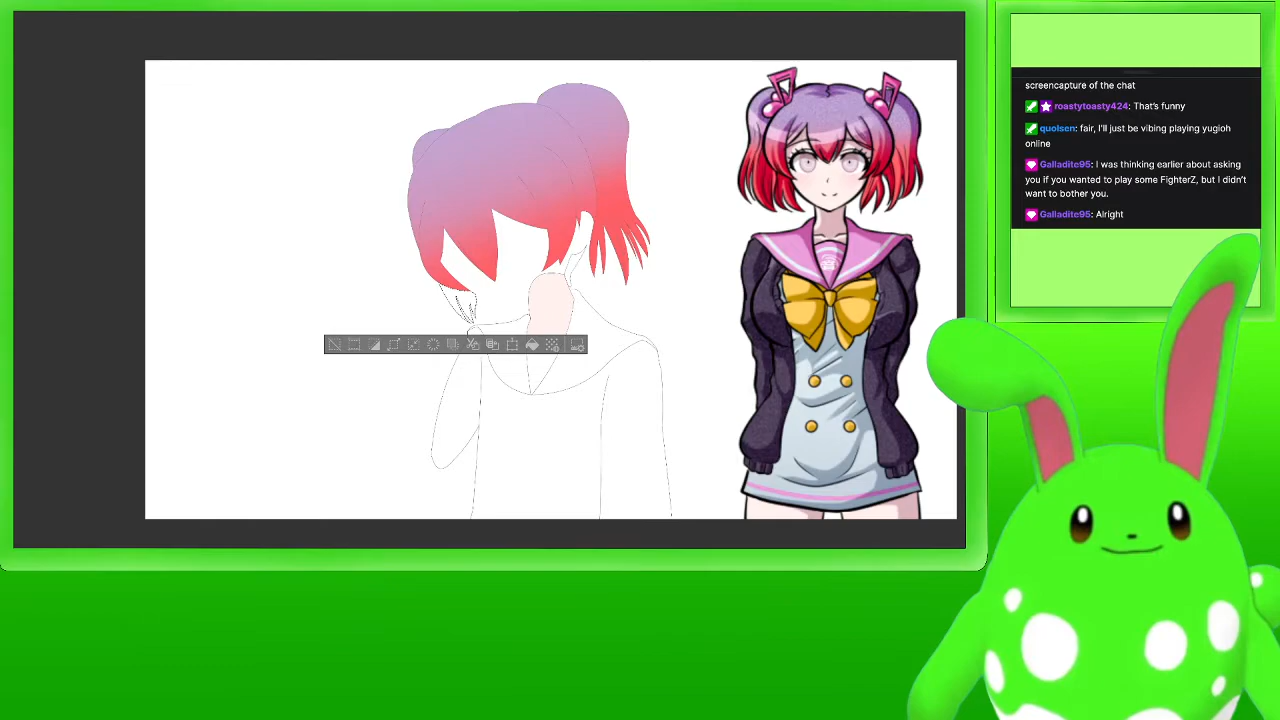 screencapture of the chat
roastytoasty424: That's funny
quolsen: fair, I'll just be vibing playing yugioh
online
Galladite95: I was thinking earlier about asking
you if you wanted to play some FighterZ, but I didn't
want to bother you.
Galladite95: Alright